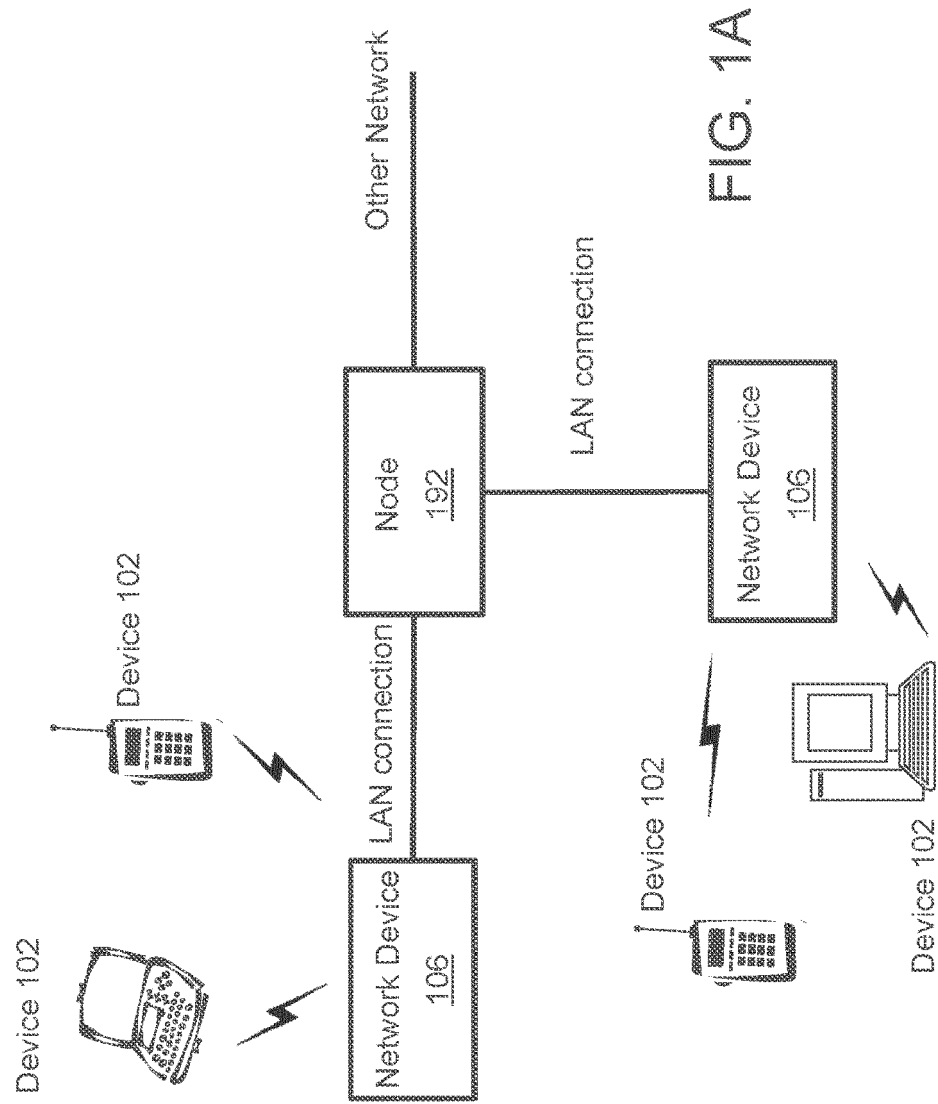 Device 102
Device 102
Network Device
106
LAN connection
Node
192
Other Network
LAN connection
Device 102
Network Device
106
Device 102
FIG. 1A